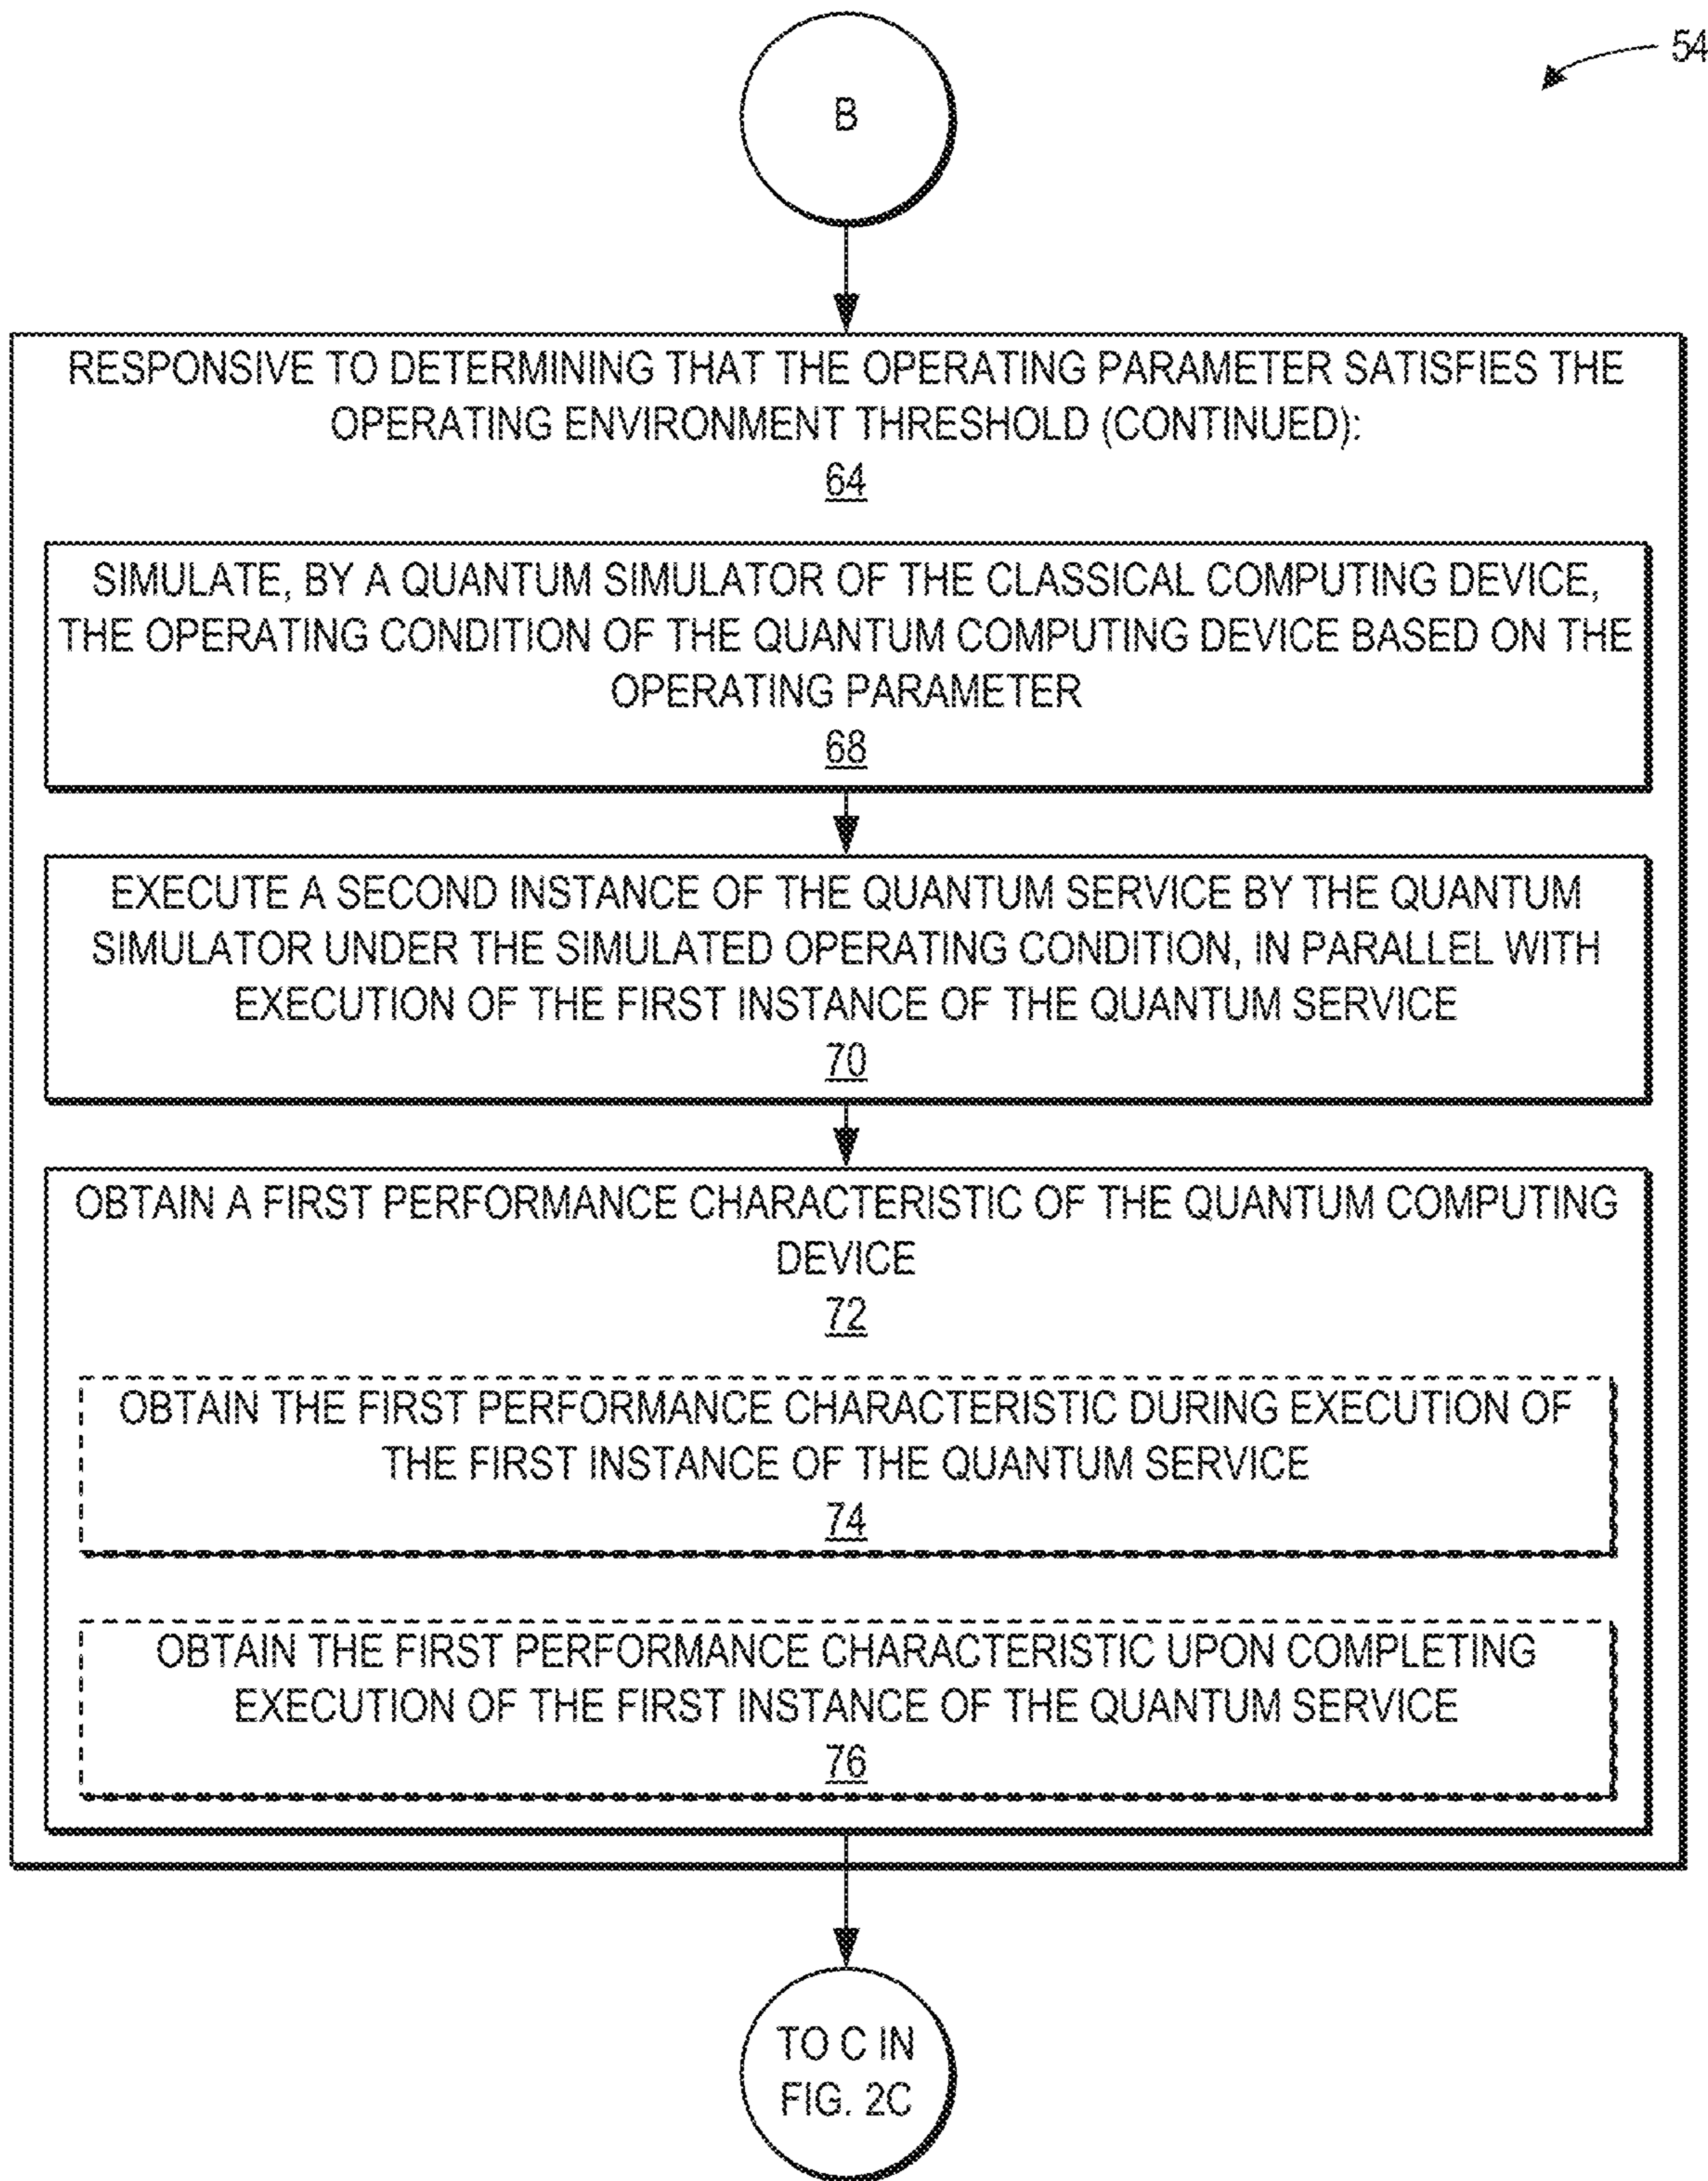 54
B
RESPONSIVE TO DETERMINING THAT THE OPERATING PARAMETER SATISFIES THE
OPERATING ENVIRONMENT THRESHOLD (CONTINUED):
64
SIMULATE, BY A QUANTUM SIMULATOR OF THE CLASSICAL COMPUTING DEVICE,
THE OPERATING CONDITION OF THE QUANTUM COMPUTING DEVICE BASED ON THE
OPERATING PARAMETER
68
EXECUTE A SECOND INSTANCE OF THE QUANTUM SERVICE BY THE QUANTUM
SIMULATOR UNDER THE SIMULATED OPERATING CONDITION, IN PARALLEL WITH
EXECUTION OF THE FIRST INSTANCE OF THE QUANTUM SERVICE
70
OBTAIN A FIRST PERFORMANCE CHARACTERISTIC OF THE QUANTUM COMPUTING
DEVICE
72
OBTAIN THE FIRST PERFORMANCE CHARACTERISTIC DURING EXECUTION OF
THE FIRST INSTANCE OF THE QUANTUM SERVICE
74
OBTAIN THE FIRST PERFORMANCE CHARACTERISTIC UPON COMPLETING
EXECUTION OF THE FIRST INSTANCE OF THE QUANTUM SERVICE
76
TO C IN
FIG. 2C